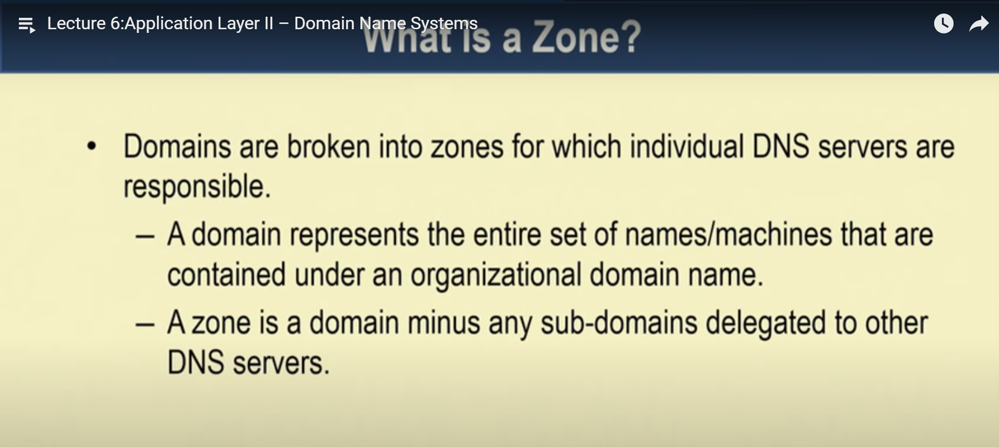 Lecture 6:Application Layer II – Domain Name Systems
What is a Zone?
• Domains are broken into zones for which individual DNS servers are
responsible.
– A domain represents the entire set of names/machines that are
contained under an organizational domain name.
– A zone is a domain minus any sub-domains delegated to other
DNS servers.